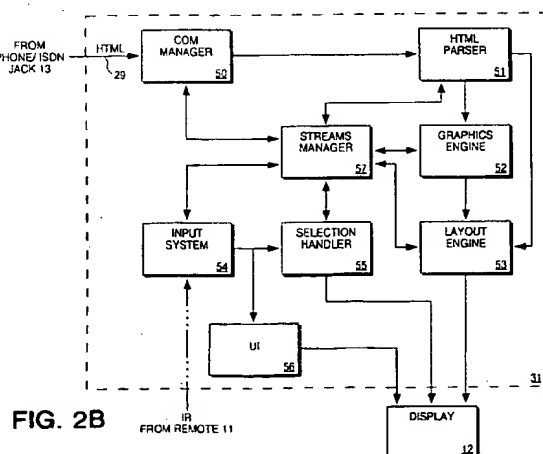 FROM
PHONE/ISDN
JACK 13
HTML
29
COM
MANAGER
50
HTML
PARSER
51
STREAMS
MANAGER
57
GRAPHICS
ENGINE
52
INPUT
SYSTEM
54
SELECTION
HANDLER
55
LAYOUT
ENGINE
53
UI
56
31
FIG. 2B
IR
FROM REMOTE 11
DISPLAY
12